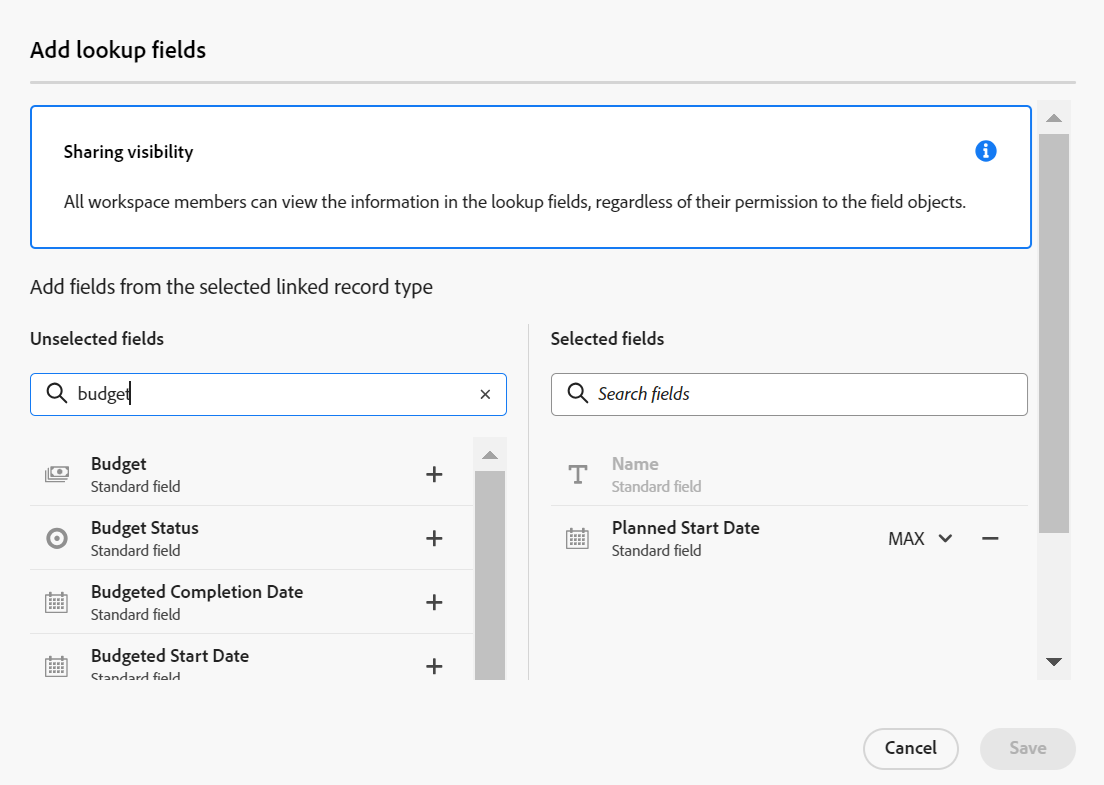 Add lookup fields
Sharing visibility
All workspace members can view the information in the lookup fields, regardless of their permission to the field objects.
Add fields from the selected linked record type
Unselected fields
budget
Budget
Standard field
Budget Status
Standard field
Budgeted Completion Date
Standard field
Budgeted Start Date
Standard field
Selected fields
Search fields
Name
Standard field
Planned Start Date
Standard field
MAX
Cancel
Save